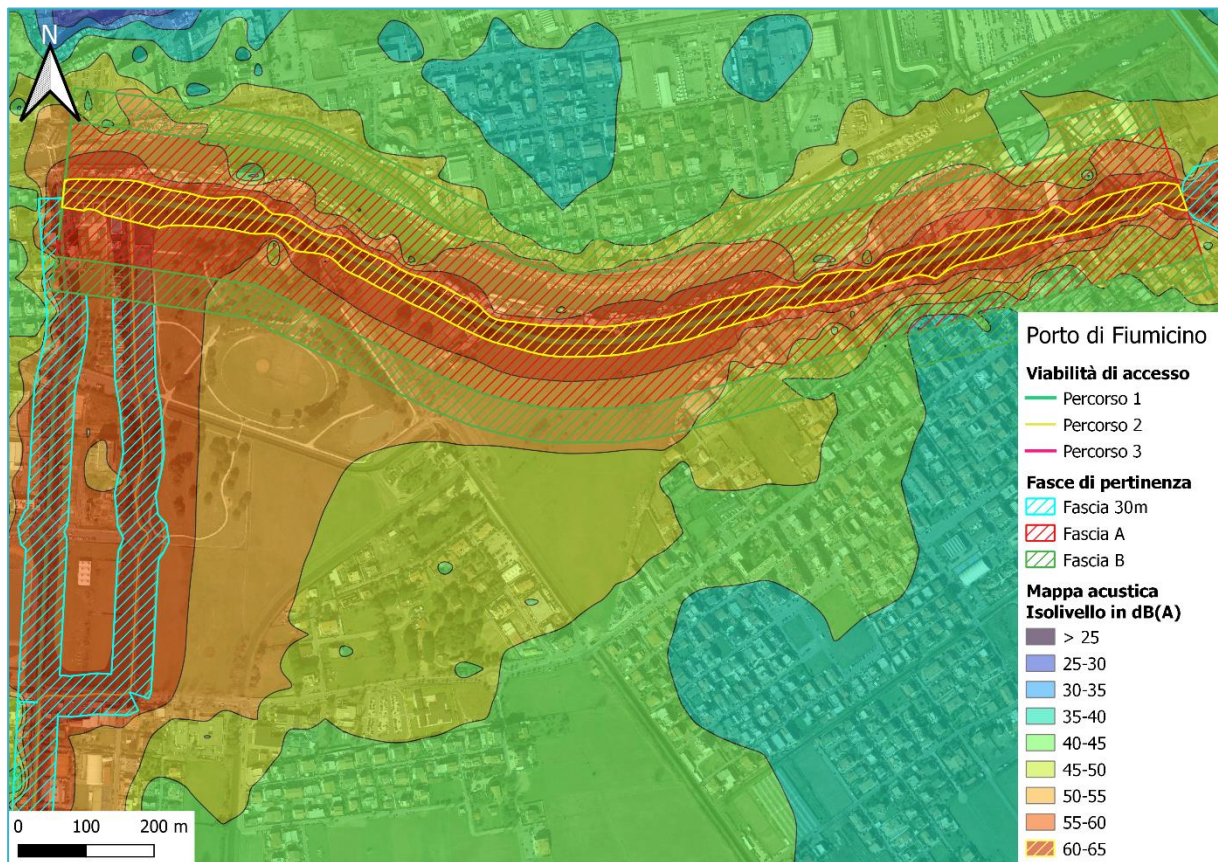 N
Porto di Fiumicino
Viabilità di accesso
Percorso 1
Percorso 2
Percorso 3
Fasce di pertinenza
Fascia 30m
Fascia A
Fascia B
Mappa acustica
Isolivello in dB(A)
> 25
25-30
30-35
35-40
40-45
45-50
50-55
55-60
60-65
0 100 200 m